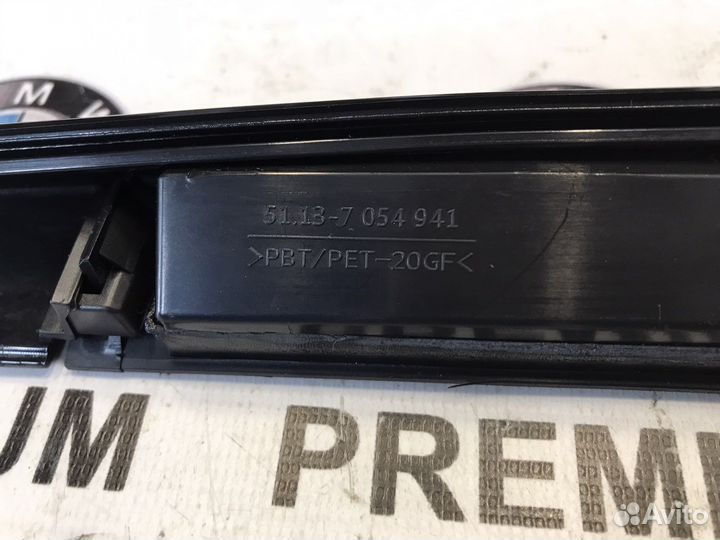 M W
51.13-7 054 941
>PBT/PET-20GF<
UM PREM
Avito